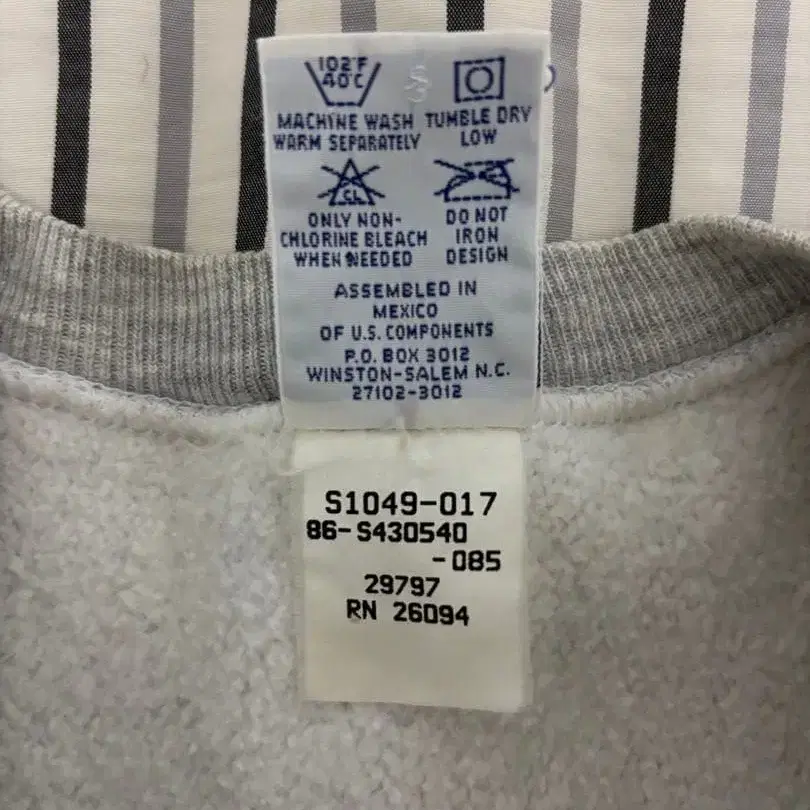 102°F
40°C
MACHINE WASH
WARM SEPARATELY
TUMBLE DRY
LOW
CL
ONLY NON-
CHLORINE BLEACH
WHEN NEEDED
DO NOT
IRON
DESIGN
ASSEMBLED IN
MEXICO
OF U.S. COMPONENTS
P.O. BOX 3012
WINSTON-SALEM N.C.
27102-3012
S1049-017
86-S430540
-085
29797
RN 26094